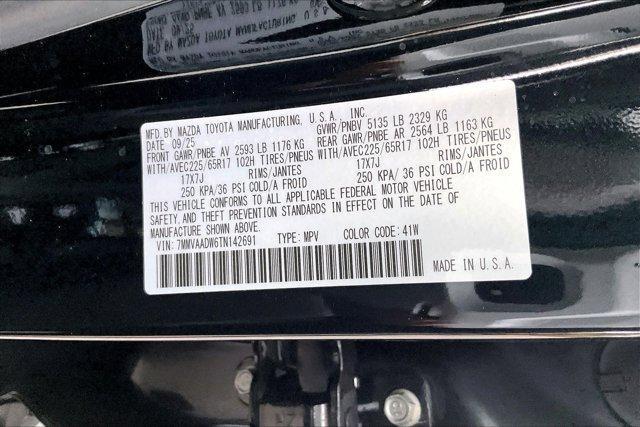 MFD. BY MAZDA TOYOTA MANUFACTURING, U.S.A. INC.
DATE 09/25 GVWR/PNBV 5135 LB 2329 KG
FRONT GAWR/PNBE AV 2593 LB 1176 KG REAR GAWR/PNBE AR 2564 LB 1163 KG
WITH/AVEC225/65R17 102H TIRES/PNEUS WITH/AVEC225/65R17 102H TIRES/PNEUS
17X7J RIMS/JANTES 17X7J RIMS/JANTES
250 KPA/36 PSI COLD/A FROID 250 KPA/36 PSI COLD/A FROID
THIS VEHICLE CONFORMS TO ALL APPLICABLE FEDERAL MOTOR VEHICLE
SAFETY, AND THEFT PREVENTION STANDARDS IN EFFECT ON THE DATE OF
MANUFACTURE SHOWN ABOVE.
VIN: 7MMVAADW6TN142691 TYPE: MPV COLOR CODE: 41W
MADE IN U.S.A.